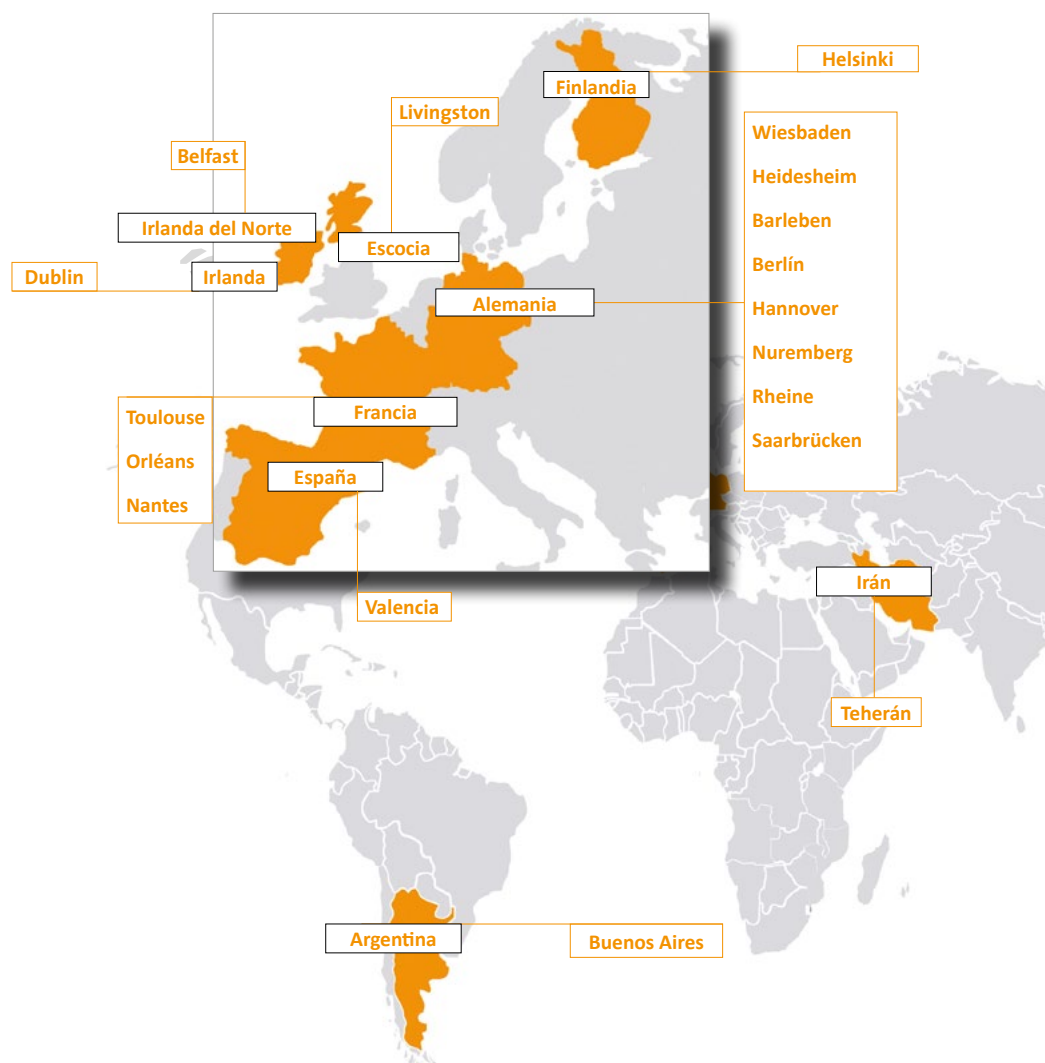 Helsinki
Finlandia
Livingston
Wiesbaden
Belfast
Heidesheim
Irlanda del Norte
Barleben
Escocia
Berlín
Dublin
Irlanda
Alemania
Hannover
Nuremberg
Rheine
Saarbrücken
Francia
Toulouse
Orléans
Nantes
España
Valencia
Irán
Teherán
Argentina
Buenos Aires